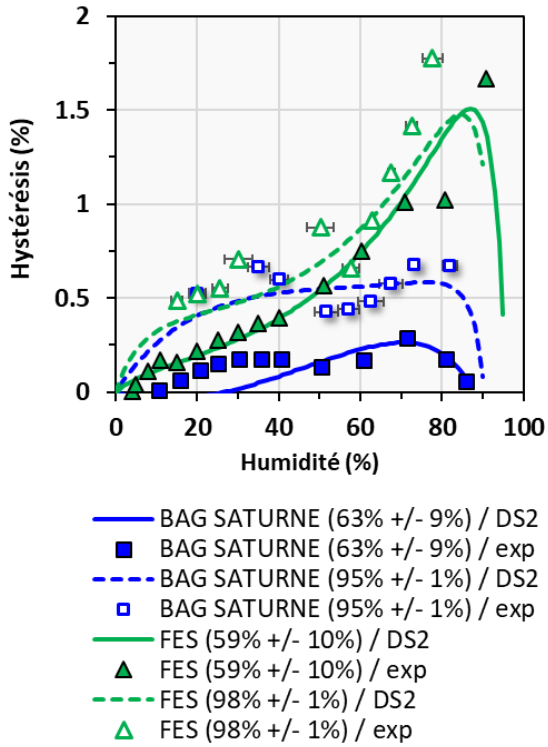 2
1.5
1
0.5
0
Hystérésis (%)
0 20 40 60 80 100
Humidité (%)
BAG SATURNE (63% +/- 9%) / DS2
BAG SATURNE (63% +/- 9%) / exp
BAG SATURNE (95% +/- 1%) / DS2
BAG SATURNE (95% +/- 1%) / exp
FES (59% +/- 10%) / DS2
FES (59% +/- 10%) / exp
FES (98% +/- 1%) / DS2
FES (98% +/- 1%) / exp